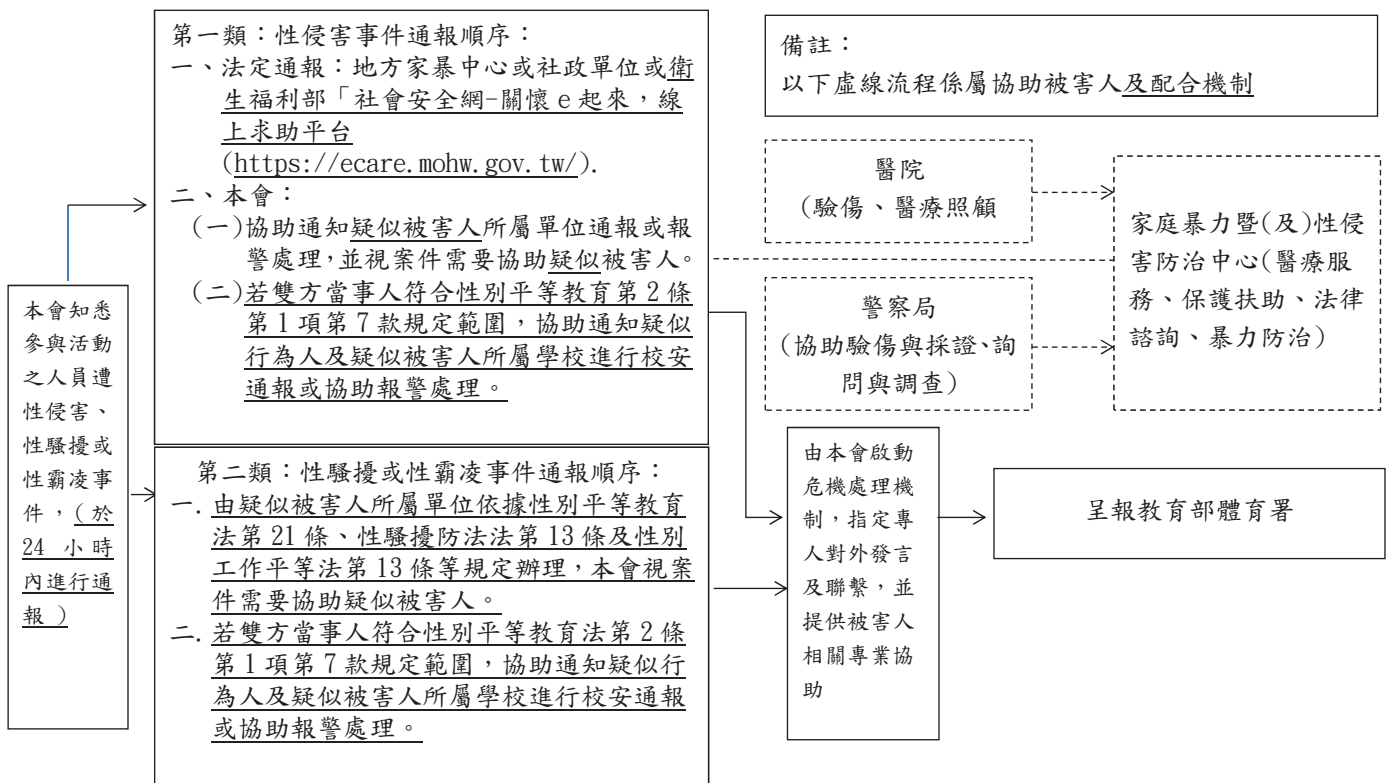 本會知悉
參與活動
之人員遭
性侵害、
性騷擾或
性霸凌事
件，(於
24 小時
內進行通
報 )
第一類：性侵害事件通報順序：
一、法定通報：地方家暴中心或社政單位或衛
生福利部「社會安全網-關懷 e 起來，線
上求助平台
(https://ecare.mohw.gov.tw/).
二、本會：
(一)協助通知疑似被害人所屬單位通報或報
警處理，並視案件需要協助疑似被害人。
(二)若雙方當事人符合性別平等教育第 2 條
第 1 項第 7 款規定範圍，協助通知疑似
行為人及疑似被害人所屬學校進行校安
通報或協助報警處理。
第二類：性騷擾或性霸凌事件通報順序：
一. 由疑似被害人所屬單位依據性別平等教育
法第 21 條、性騷擾防法法第 13 條及性別
工作平等法第 13 條等規定辦理，本會視案
件需要協助疑似被害人。
二. 若雙方當事人符合性別平等教育法第 2 條
第 1 項第 7 款規定範圍，協助通知疑似行
為人及疑似被害人所屬學校進行校安通報
或協助報警處理。
備註：
以下虛線流程係屬協助被害人及配合機制
醫院
(驗傷、醫療照顧
警察局
(協助驗傷與採證、詢
問與調查)
家庭暴力暨(及)性侵
害防治中心(醫療服
務、保護扶助、法律
諮詢、暴力防治)
由本會啟動
危機處理機
制，指定專
人對外發言
及聯繫，並
提供被害人
相關專業協
助
呈報教育部體育署